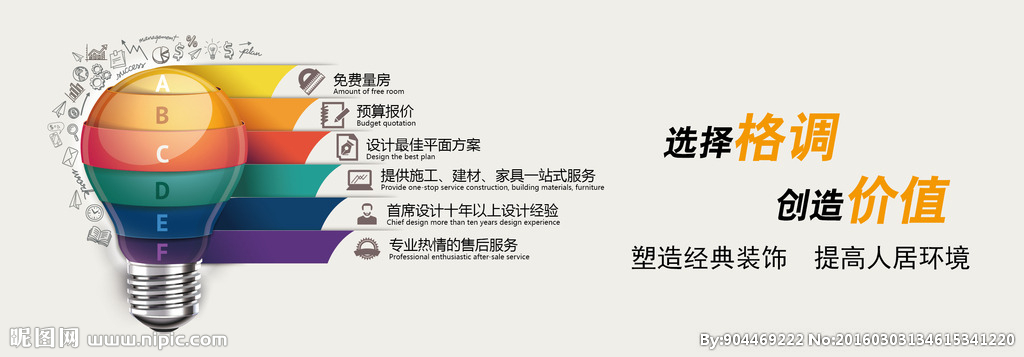 management
plan
success
A
免费量房
Amount of free room
B
预算报价
Budget quotation
C
设计最佳平面方案
Design the best plan
D
提供施工、建材、家具一站式服务
Provide one-stop service construction, building materials, furniture
E
首席设计十年以上设计经验
Chief design more than ten years design experience
F
专业热情的售后服务
Professional enthusiastic after-sale service
选择格调
创造价值
塑造经典装饰 提高人居环境
昵图网 www.nipic.com
By:904469222 No:20160303134615341220